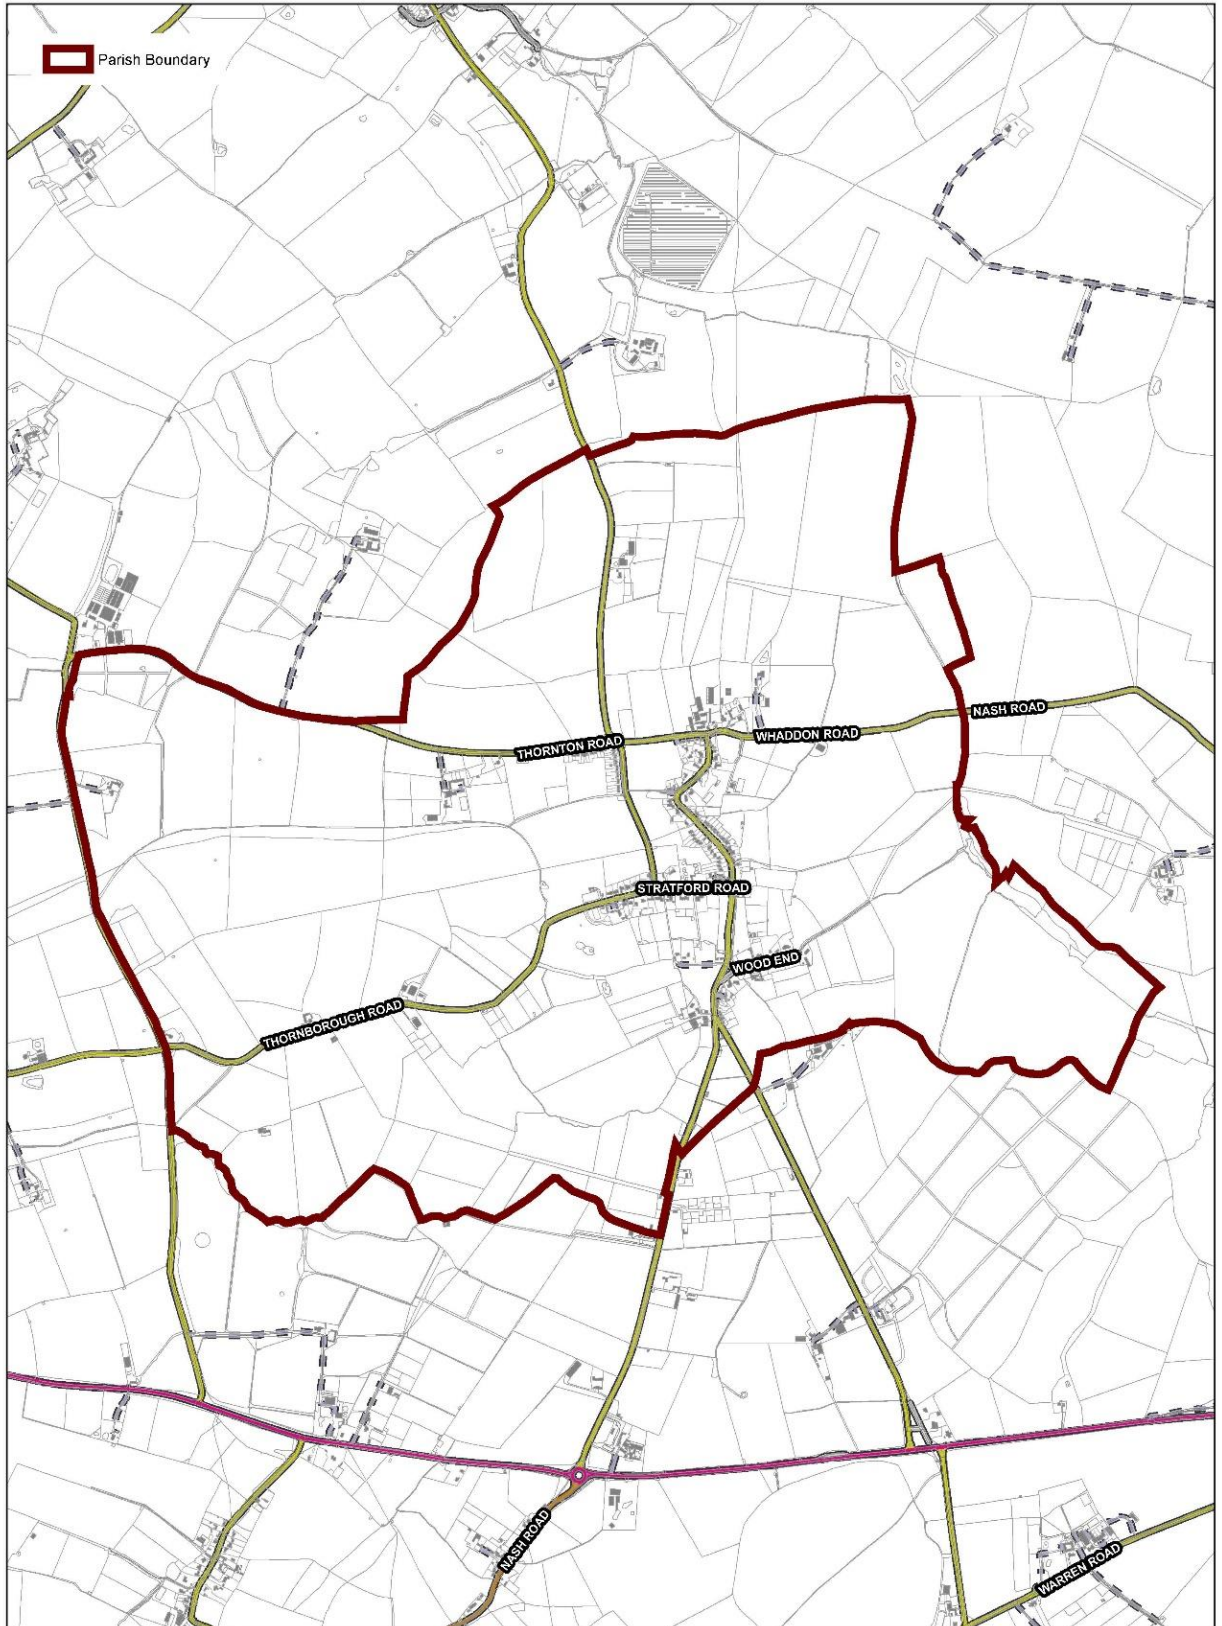 Parish Boundary
NASH ROAD
WHADDON ROAD
THORNTON ROAD
STRATFORD ROAD
WOOD END
THORNBOROUGH ROAD
NASH ROAD
WARREN ROAD